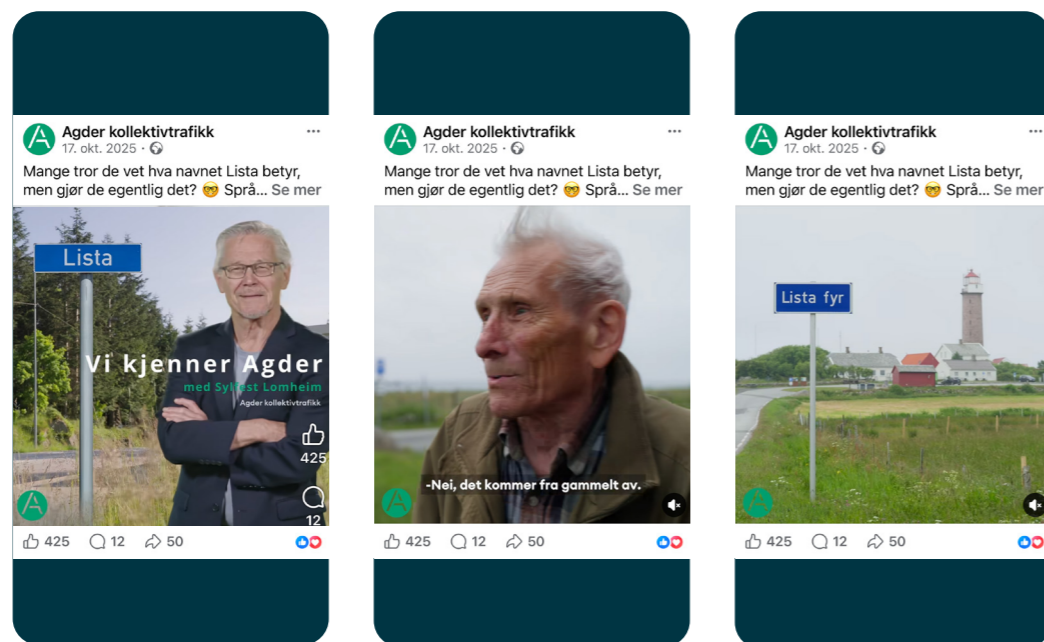 Agder kollektivtrafikk
17. okt. 2025 ·
Mange tror de vet hva navnet Lista betyr,
men gjør de egentlig det? 🤓 Språ... Se mer
Lista
Vi kjenner Agder
med Sylfest Lomheim
Agder kollektivtrafikk
425
12
425 12 50
Agder kollektivtrafikk
17. okt. 2025 ·
Mange tror de vet hva navnet Lista betyr,
men gjør de egentlig det? 🤓 Språ... Se mer
-Nei, det kommer fra gammelt av.
425 12 50
Agder kollektivtrafikk
17. okt. 2025 ·
Mange tror de vet hva navnet Lista betyr,
men gjør de egentlig det? 🤓 Språ... Se mer
Lista fyr
425 12 50